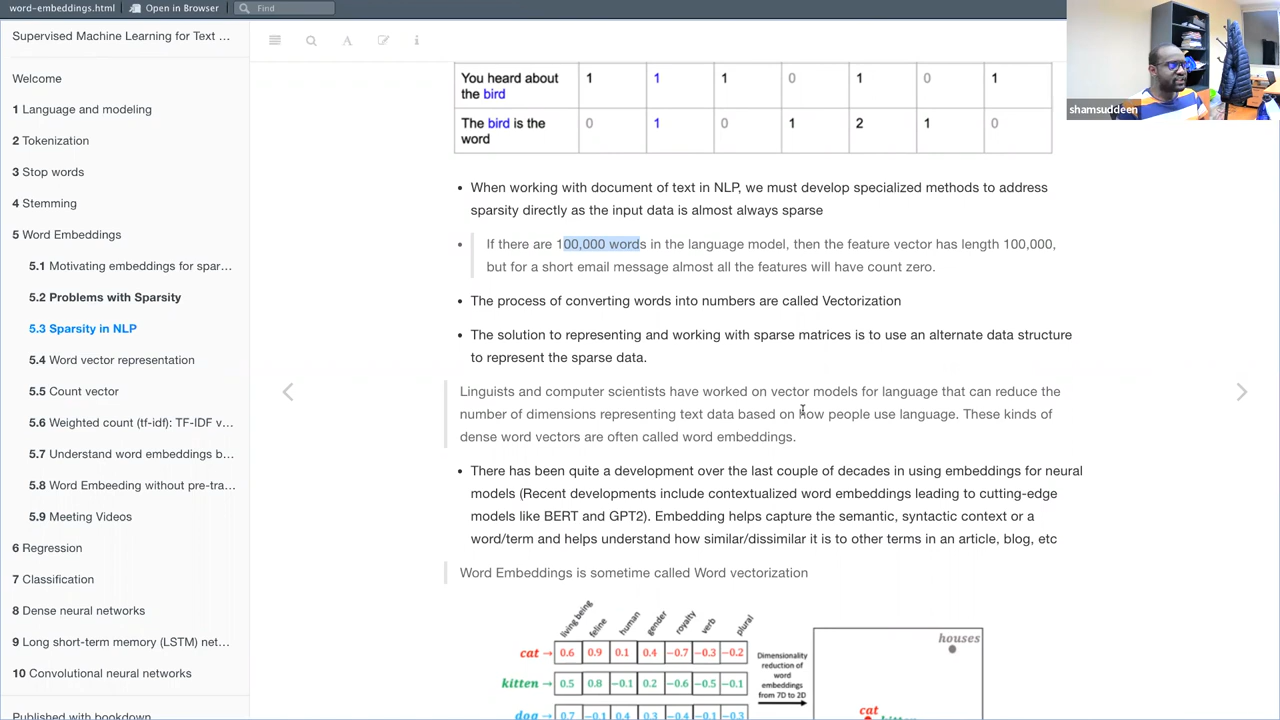 word-embeddings.html
Open in Browser
Find
Supervised Machine Learning for Text ...
Welcome
1 Language and modeling
2 Tokenization
3 Stop words
4 Stemming
5 Word Embeddings
5.1 Motivating embeddings for spar...
5.2 Problems with Sparsity
5.3 Sparsity in NLP
5.4 Word vector representation
5.5 Count vector
5.6 Weighted count (tf-idf): TF-IDF v...
5.7 Understand word embeddings b...
5.8 Word Embeeding without pre-tra...
5.9 Meeting Videos
6 Regression
7 Classification
8 Dense neural networks
9 Long short-term memory (LSTM) net...
10 Convolutional neural networks
Published with bookdown
shamsuddeen
You heard about 1 1 1 0 1 0 1
the bird
The bird is the 0 1 0 1 2 1 0
word
When working with document of text in NLP, we must develop specialized methods to address
sparsity directly as the input data is almost always sparse
If there are 100,000 words in the language model, then the feature vector has length 100,000,
but for a short email message almost all the features will have count zero.
The process of converting words into numbers are called Vectorization
The solution to representing and working with sparse matrices is to use an alternate data structure
to represent the sparse data.
Linguists and computer scientists have worked on vector models for language that can reduce the
number of dimensions representing text data based on how people use language. These kinds of
dense word vectors are often called word embeddings.
There has been quite a development over the last couple of decades in using embeddings for neural
models (Recent developments include contextualized word embeddings leading to cutting-edge
models like BERT and GPT2). Embedding helps capture the semantic, syntactic context or a
word/term and helps understand how similar/dissimilar it is to other terms in an article, blog, etc
Word Embeddings is sometime called Word vectorization
living being feline human gender royalty verb plural
cat → 0.6 0.9 0.1 0.4 -0.7 -0.3 -0.2
kitten → 0.5 0.8 -0.1 0.2 -0.6 -0.5 -0.1
dog → 0.7 -0.1 0.4 0.3 -0.4 -0.1 -0.3
Dimensionality
reduction of
word
embeddings
from 7D to 2D
houses
cat